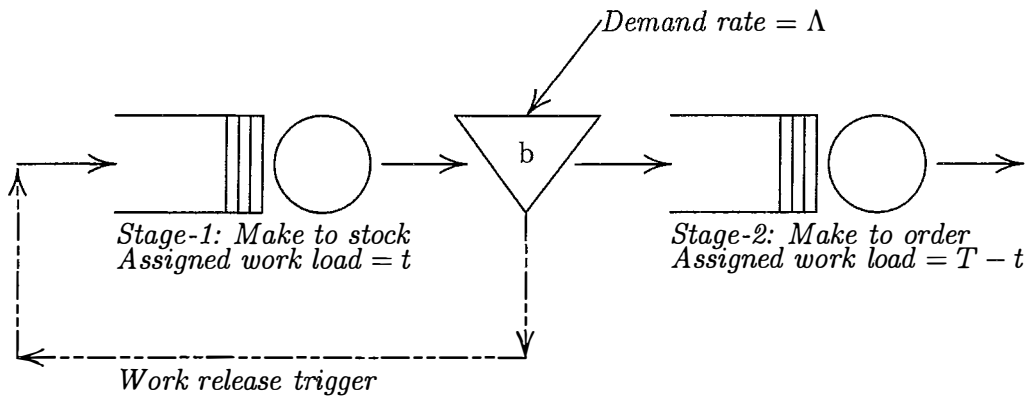 Demand rate = Λ
b
Stage-1: Make to stock
Assigned work load = t
Stage-2: Make to order
Assigned work load = T − t
Work release trigger